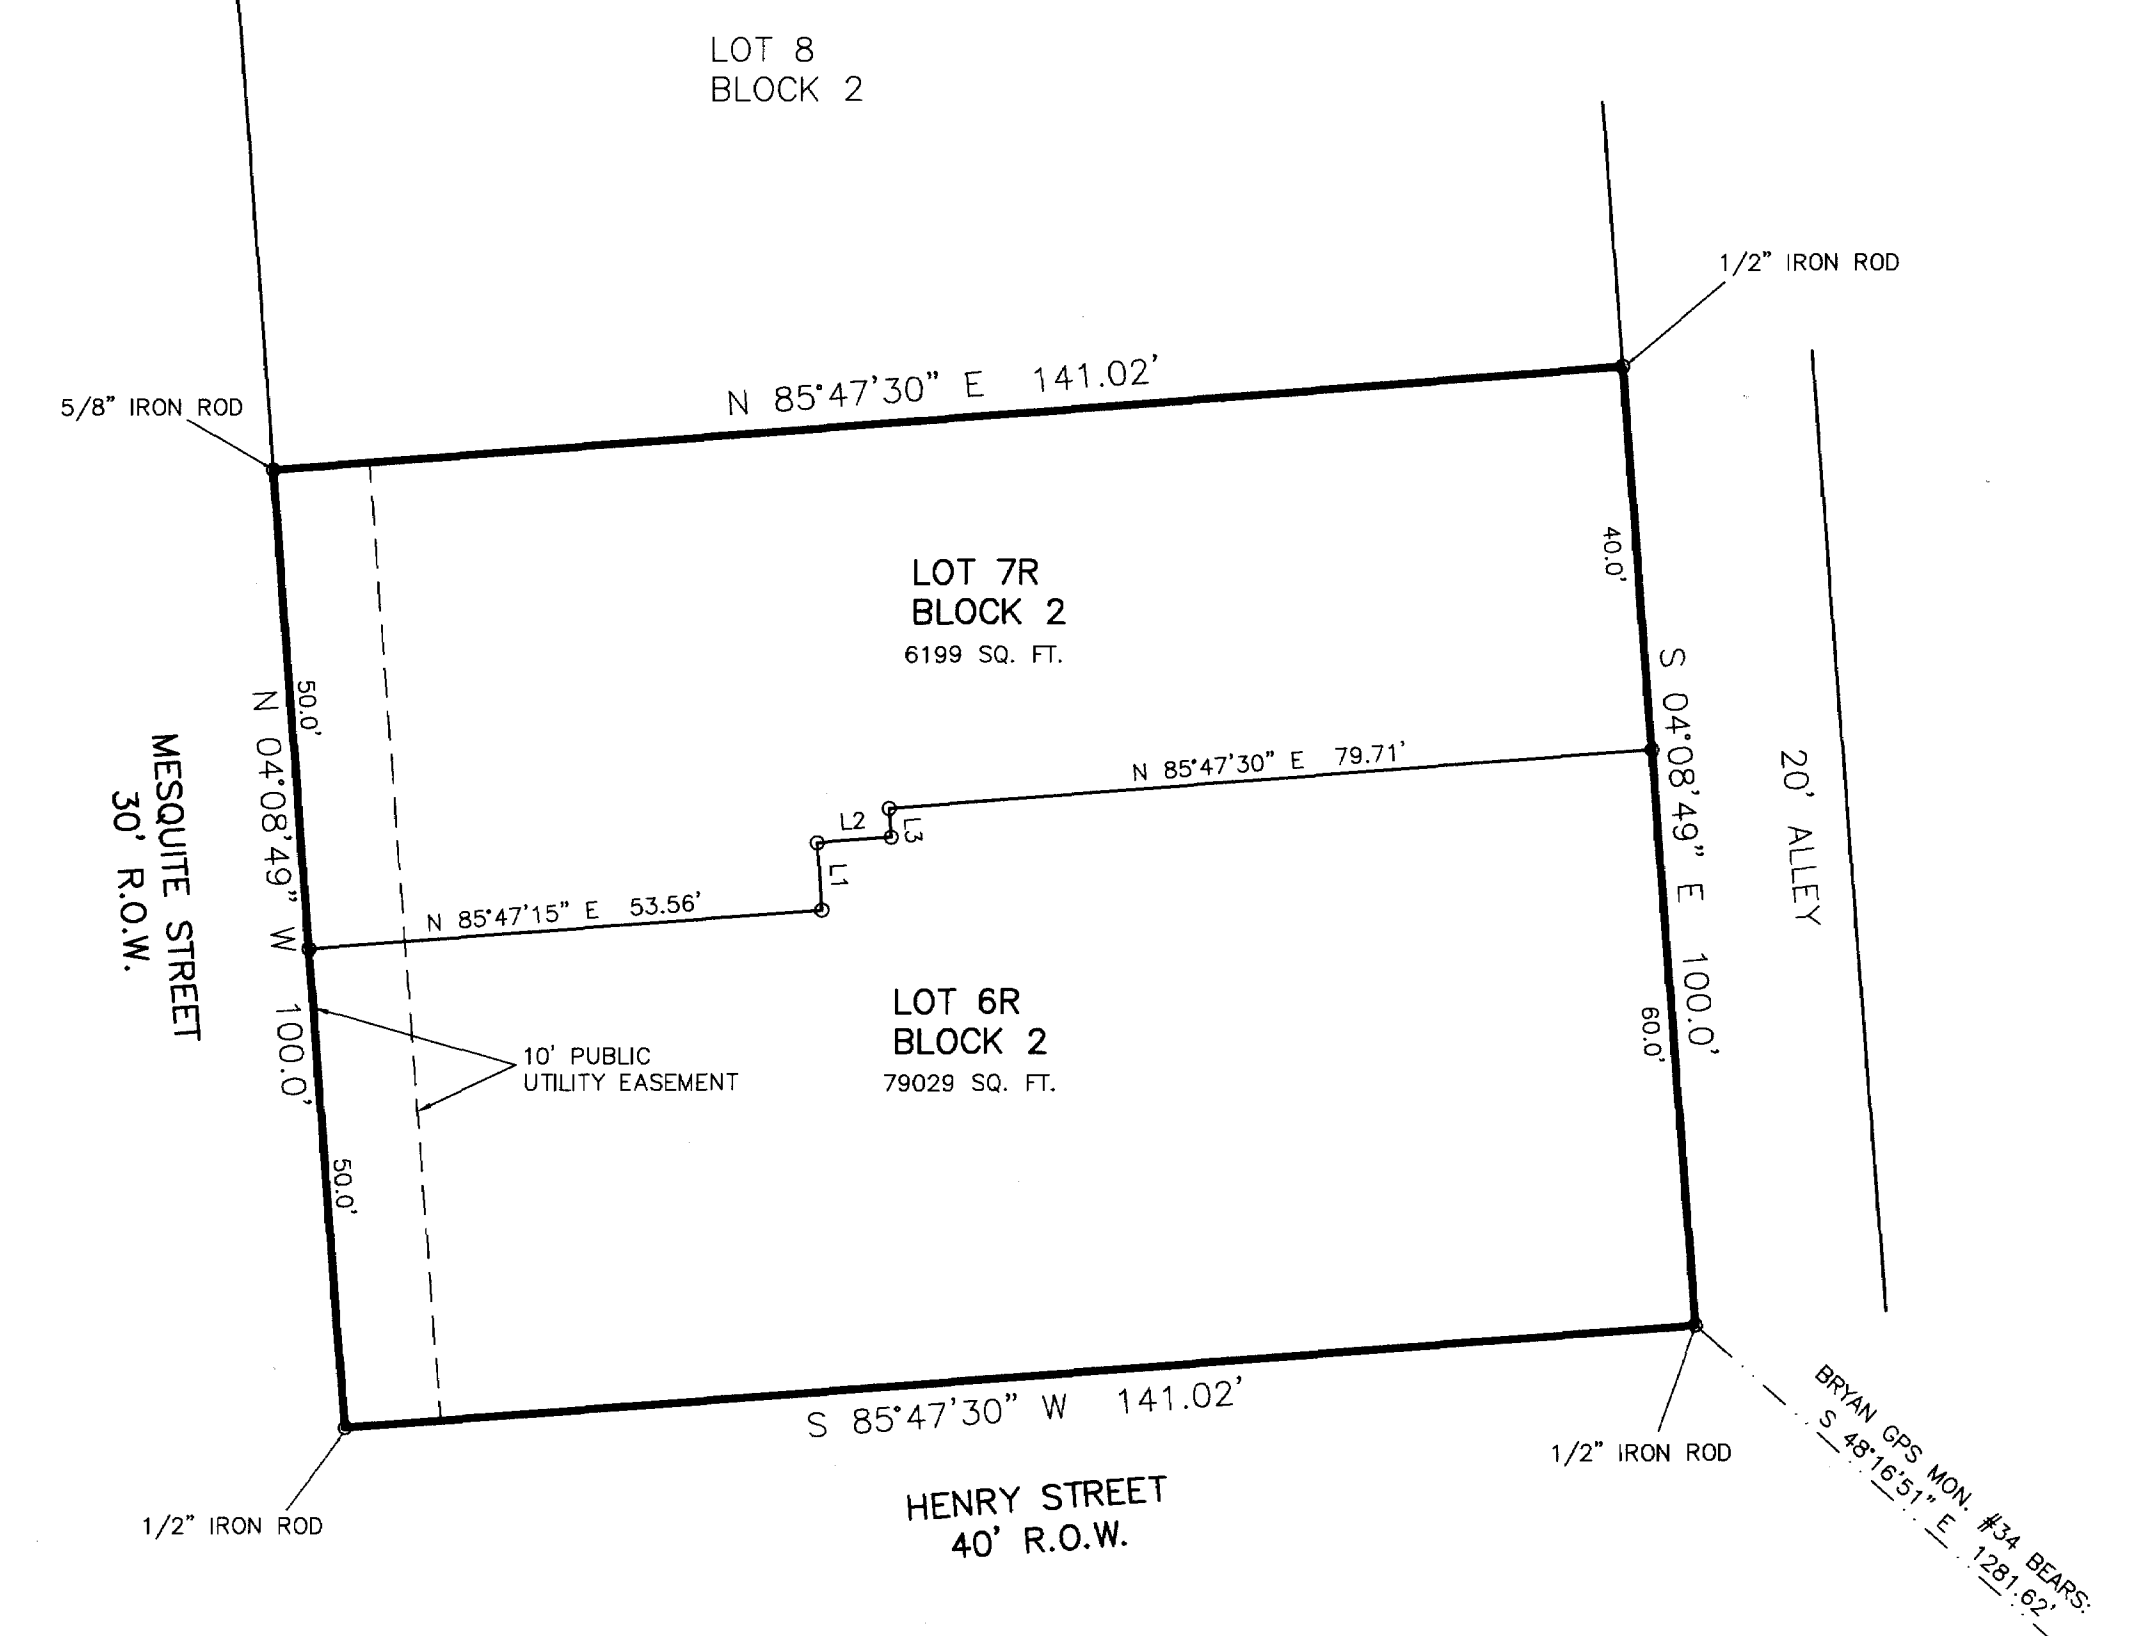 LOT 8
BLOCK 2
1/2" IRON ROD
5/8" IRON ROD
N 85°47'30" E 141.02'
LOT 7R
BLOCK 2
6199 SQ. FT.
40.0'
50.0'
N 04°08'49" W 100.0'
S 04°08'49" E 100.0'
MESQUITE STREET
30' R.O.W.
20' ALLEY
N 85°47'30" E 79.71'
L2
L3
L1
N 85°47'15" E 53.56'
LOT 6R
BLOCK 2
79029 SQ. FT.
60.0'
10' PUBLIC
UTILITY EASEMENT
50.0'
S 85°47'30" W 141.02'
HENRY STREET
40' R.O.W.
1/2" IRON ROD
1/2" IRON ROD
BRYAN GPS MON. #34 BEARS:
S 48°16'51" E 1281.62'